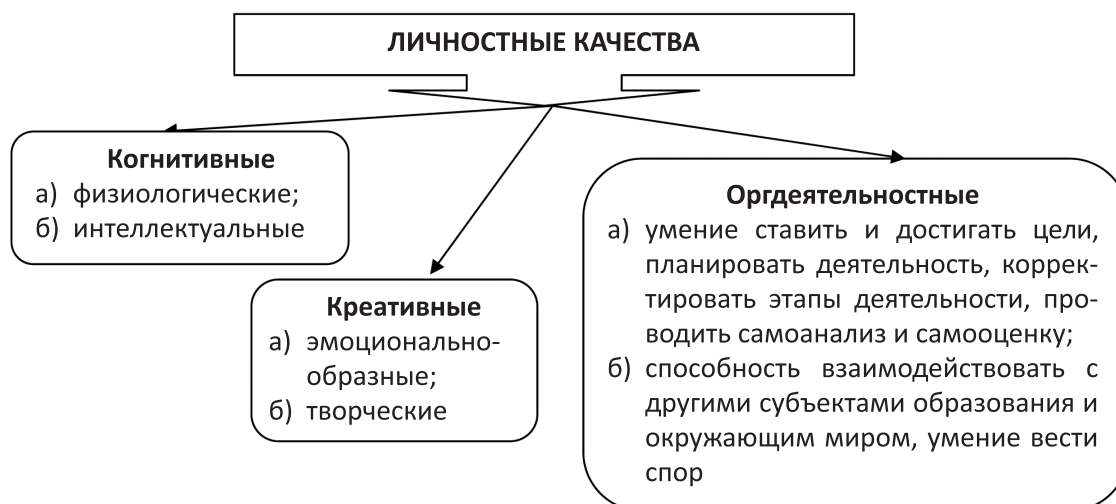 ЛИЧНОСТНЫЕ КАЧЕСТВА
Когнитивные
а) физиологические;
б) интеллектуальные
Креативные
а) эмоционально-
образные;
б) творческие
Оргдеятельностные
а) умение ставить и достигать цели,
планировать деятельность, коррек-
тировать этапы деятельности, про-
водить самоанализ и самооценку;
б) способность взаимодействовать с
другими субъектами образования и
окружающим миром, умение вести
спор